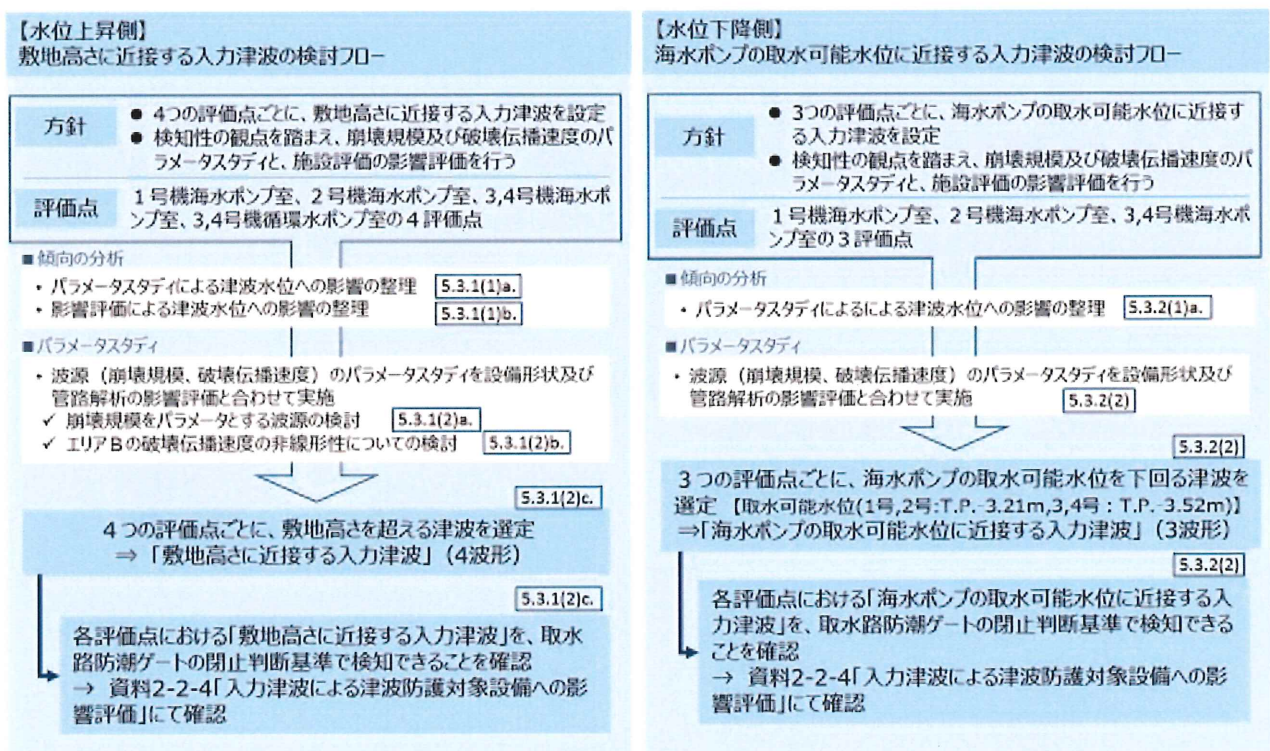 【水位上昇側】
敷地高さに近接する入力津波の検討フロー
方針
● 4つの評価点ごとに、敷地高さに近接する入力津波を設定
● 検知性の観点を踏まえ、崩壊規模及び破壊伝播速度のパ
ラメータスタディと、施設評価の影響評価を行う
評価点
1号機海水ポンプ室、2号機海水ポンプ室、3,4号機海水ポ
ンプ室、3,4号機循環水ポンプ室の4評価点
■傾向の分析
・パラメータスタディによる津波水位への影響の整理 5.3.1(1)a.
・影響評価による津波水位への影響の整理 5.3.1(1)b.
■パラメータスタディ
・波源（崩壊規模、破壊伝播速度）のパラメータスタディを設備形状及び
管路解析の影響評価と合わせて実施
✓ 崩壊規模をパラメータとする波源の検討 5.3.1(2)a.
✓ エリアBの破壊伝播速度の非線形性についての検討 5.3.1(2)b.
5.3.1(2)c.
4つの評価点ごとに、敷地高さを超える津波を選定
⇒「敷地高さに近接する入力津波」（4波形）
5.3.1(2)c.
各評価点における「敷地高さに近接する入力津波」を、取水
路防潮ゲートの閉止判断基準で検知できることを確認
→ 資料2-2-4「入力津波による津波防護対象設備への影
響評価」にて確認
【水位下降側】
海水ポンプの取水可能水位に近接する入力津波の検討フロー
方針
● 3つの評価点ごとに、海水ポンプの取水可能水位に近接す
る入力津波を設定
● 検知性の観点を踏まえ、崩壊規模及び破壊伝播速度のパ
ラメータスタディと、施設評価の影響評価を行う
評価点
1号機海水ポンプ室、2号機海水ポンプ室、3,4号機海水ポ
ンプ室の3評価点
■傾向の分析
・パラメータスタディによるによる津波水位への影響の整理 5.3.2(1)a.
■パラメータスタディ
・波源（崩壊規模、破壊伝播速度）のパラメータスタディを設備形状及び
管路解析の影響評価と合わせて実施 5.3.2(2)
5.3.2(2)
3つの評価点ごとに、海水ポンプの取水可能水位を下回る津波を
選定 【取水可能水位(1号,2号:T.P.-3.21m,3,4号：T.P.-3.52m)】
⇒「海水ポンプの取水可能水位に近接する入力津波」（3波形）
5.3.2(2)
各評価点における「海水ポンプの取水可能水位に近接する入
力津波」を、取水路防潮ゲートの閉止判断基準で検知できる
ことを確認
→ 資料2-2-4「入力津波による津波防護対象設備への影
響評価」にて確認